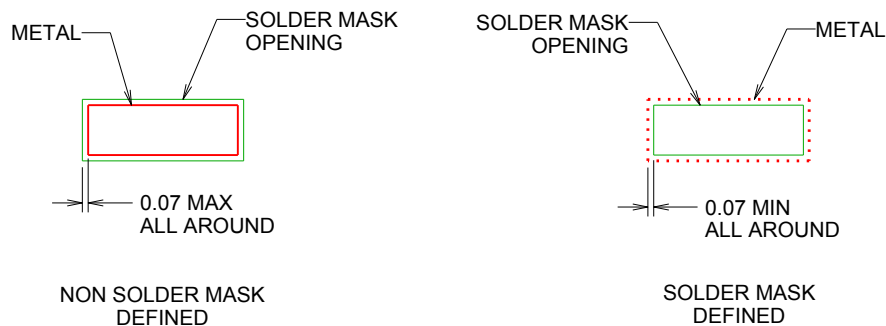 METAL
SOLDER MASK
OPENING
0.07 MAX
ALL AROUND
NON SOLDER MASK
DEFINED
SOLDER MASK
OPENING
METAL
0.07 MIN
ALL AROUND
SOLDER MASK
DEFINED